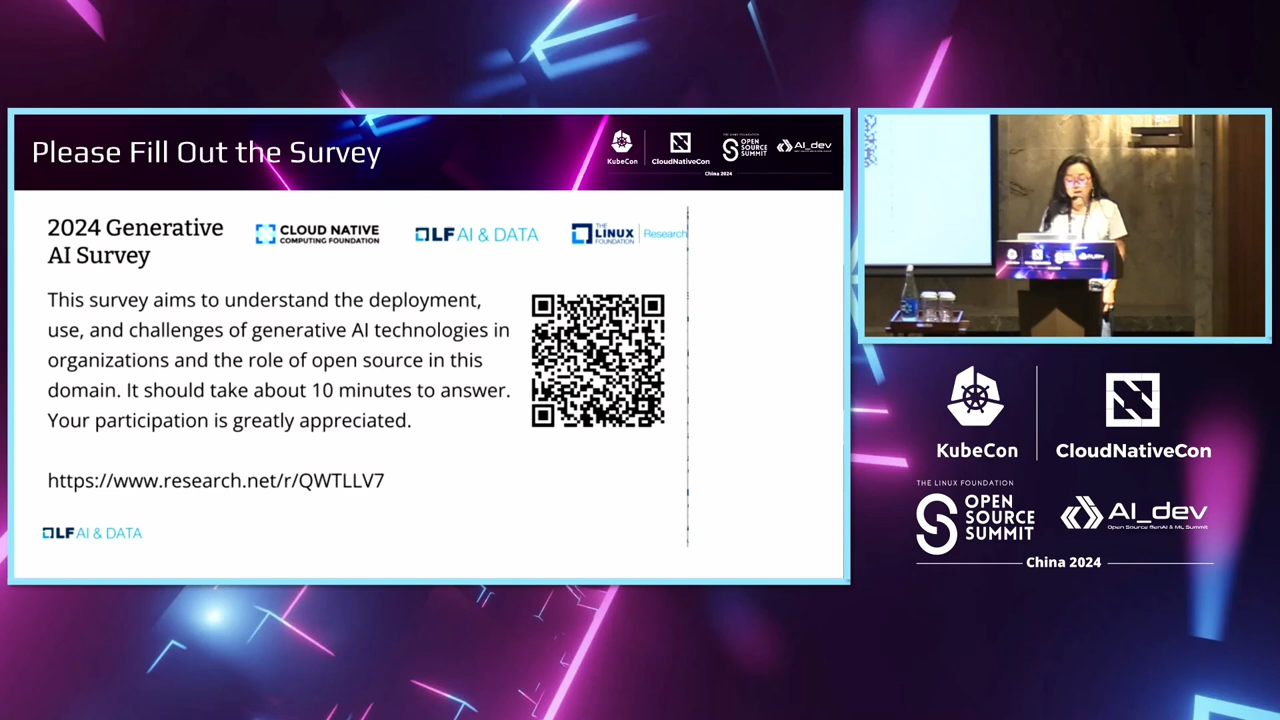 Please Fill Out the Survey
KubeCon
CloudNativeCon
OPEN
SOURCE
SUMMIT
AI_dev
China 2024
2024 Generative
AI Survey
CLOUD NATIVE
COMPUTING FOUNDATION
LF AI & DATA
THE
LINUX
FOUNDATION
Research
This survey aims to understand the deployment,
use, and challenges of generative AI technologies in
organizations and the role of open source in this
domain. It should take about 10 minutes to answer.
Your participation is greatly appreciated.
https://www.research.net/r/QWTLLV7
LF AI & DATA
KubeCon
CloudNativeCon
THE LINUX FOUNDATION
OPEN
SOURCE
SUMMIT
AI_dev
Open Source GenAI & ML Summit
China 2024